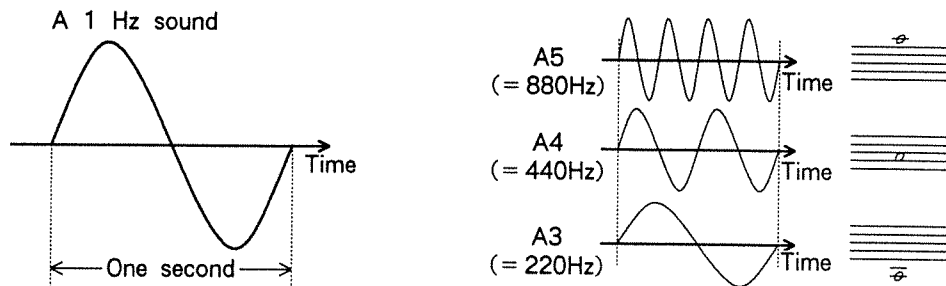 A 1 Hz sound
Time
One second
A5
(=880Hz)
Time
A4
(=440Hz)
Time
A3
(=220Hz)
Time